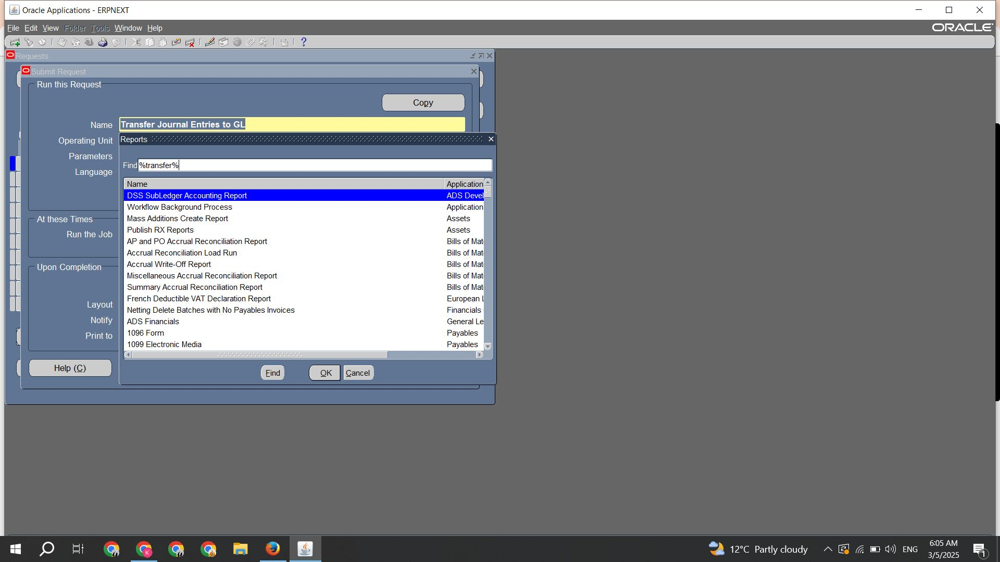 Oracle Applications - ERPNEXT
File Edit View Folder Tools Window Help
ORACLE
Requests
Submit Request
Run this Request
Copy
Name Transfer Journal Entries to GL
Operating Unit
Parameters
Language
At these Times
Run the Job
Upon Completion
Layout
Notify
Print to
Help (C)
Reports
Find %transfer%
Name Application
DSS SubLedger Accounting Report ADS Devel
Workflow Background Process Application
Mass Additions Create Report Assets
Publish RX Reports Assets
AP and PO Accrual Reconciliation Report Bills of Mat
Accrual Reconciliation Load Run Bills of Mat
Accrual Write-Off Report Bills of Mat
Miscellaneous Accrual Reconciliation Report Bills of Mat
Summary Accrual Reconciliation Report Bills of Mat
French Deductible VAT Declaration Report European L
Netting Delete Batches with No Payables Invoices Financials
ADS Financials General Le
1096 Form Payables
1099 Electronic Media Payables
Find OK Cancel
12°C Partly cloudy
ENG
6:05 AM
3/5/2025
1